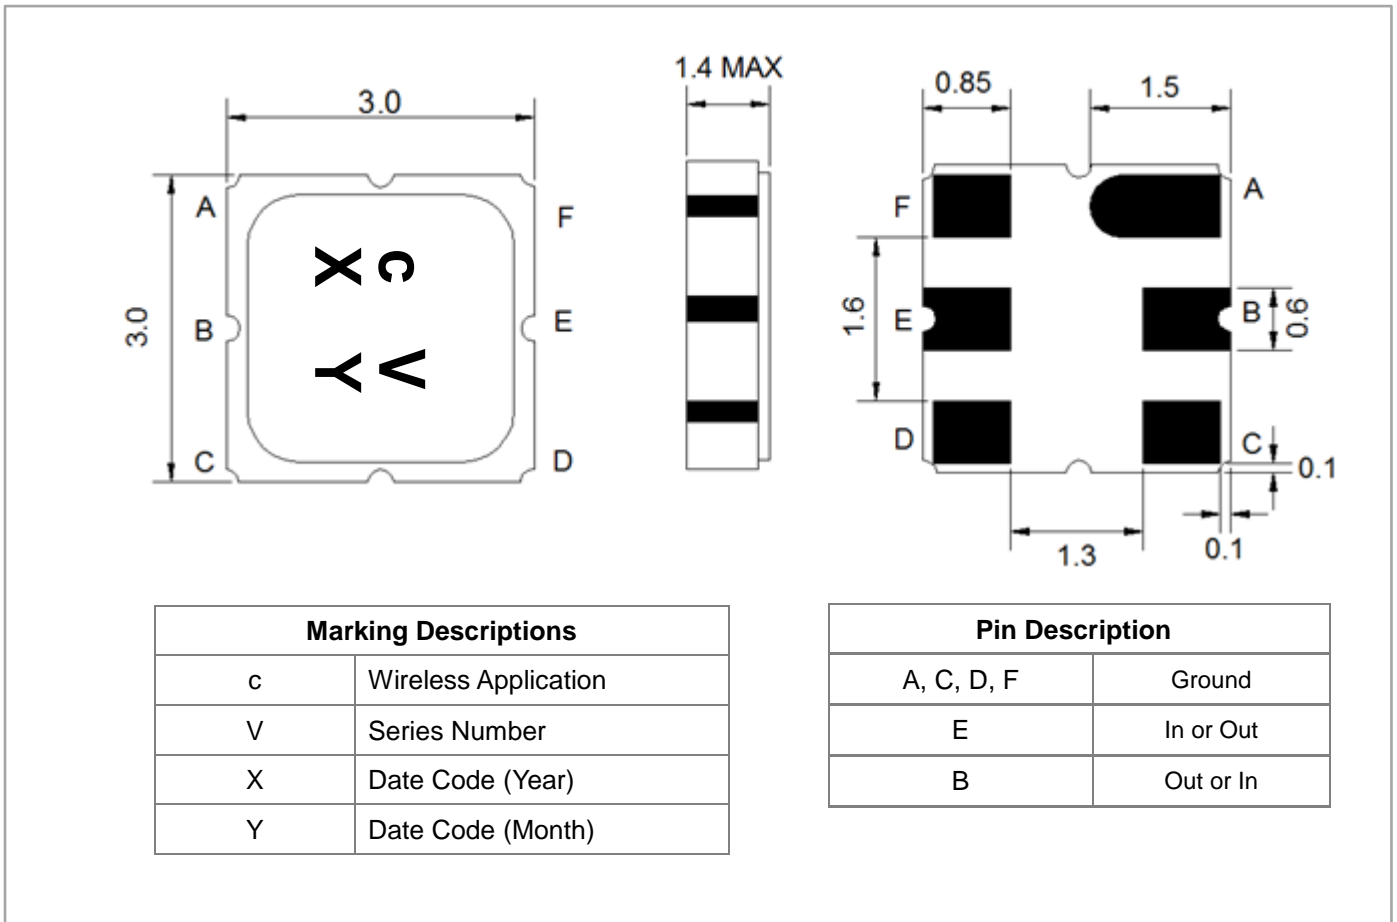 1.4 MAX
3.0
0.85
1.5
A
F
F
A
c
X
3.0
B
E
1.6
E
B
0.6
V
Y
C
D
D
C
0.1
1.3
0.1
Marking Descriptions
c Wireless Application
V Series Number
X Date Code (Year)
Y Date Code (Month)
Pin Description
A, C, D, F Ground
E In or Out
B Out or In